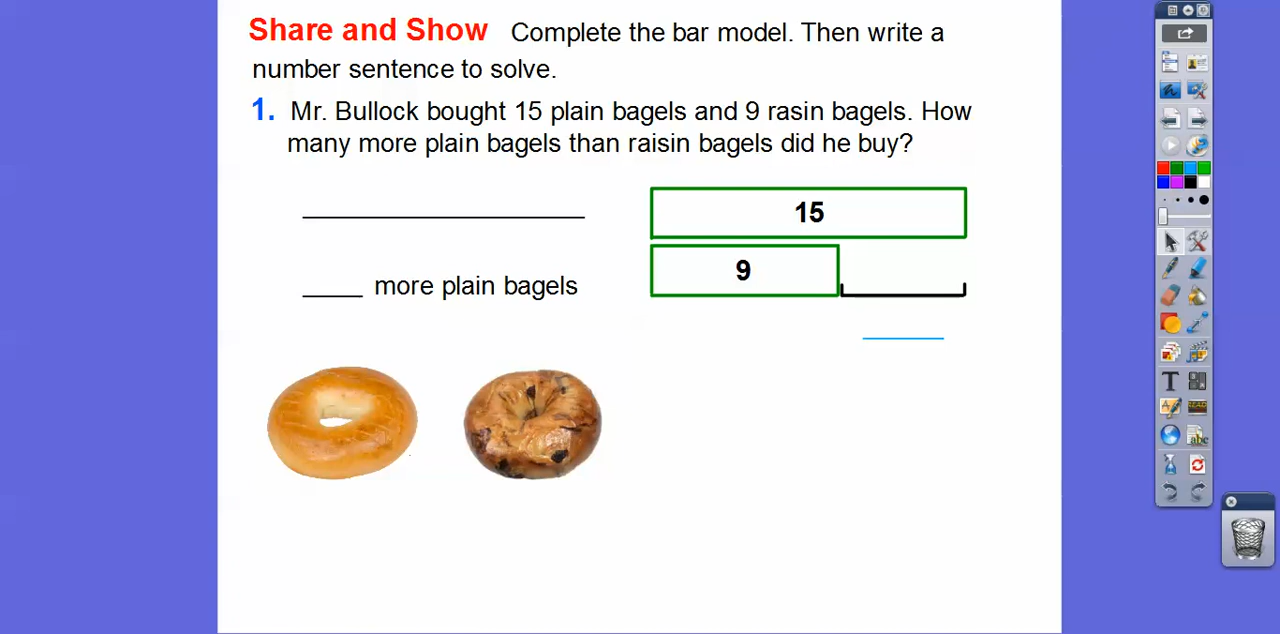 Share and Show Complete the bar model. Then write a
number sentence to solve.
1. Mr. Bullock bought 15 plain bagels and 9 rasin bagels. How
many more plain bagels than raisin bagels did he buy?
15
9
____ more plain bagels